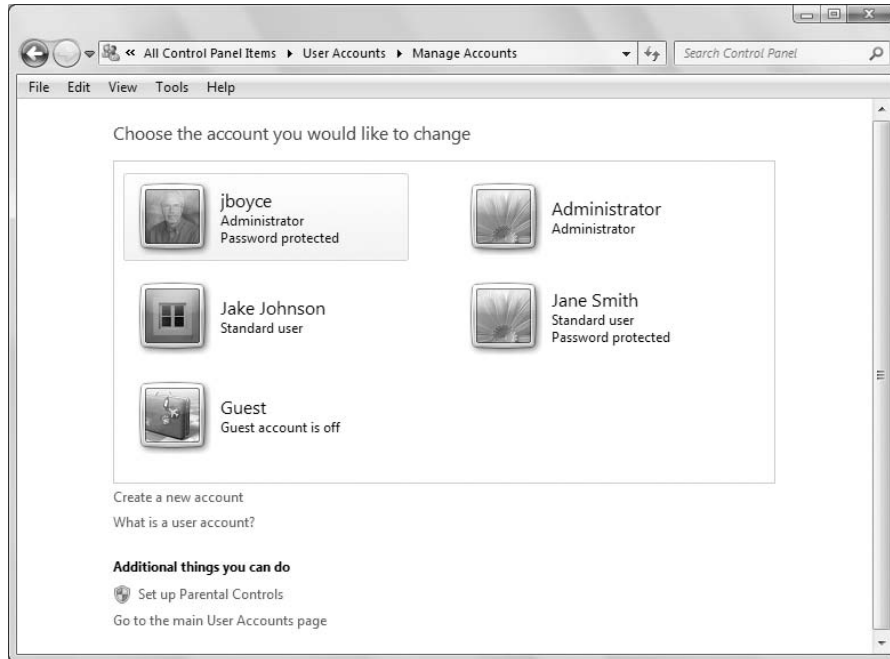 « All Control Panel Items ▸ User Accounts ▸ Manage Accounts
Search Control Panel
File Edit View Tools Help
Choose the account you would like to change
jboyce
Administrator
Password protected
Administrator
Administrator
Jake Johnson
Standard user
Jane Smith
Standard user
Password protected
Guest
Guest account is off
Create a new account
What is a user account?
Additional things you can do
Set up Parental Controls
Go to the main User Accounts page